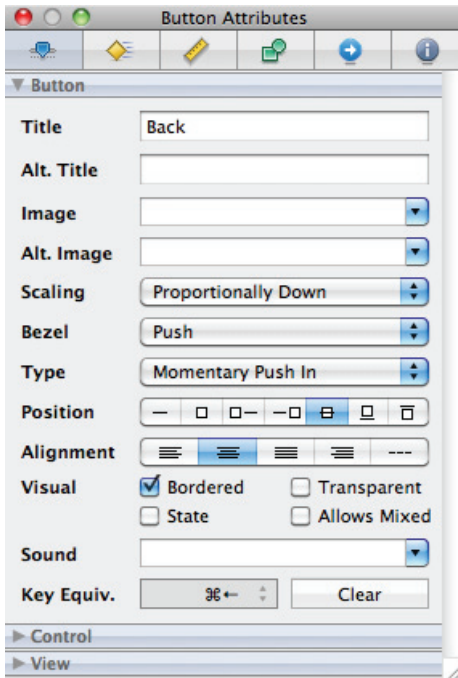 Button Attributes
Button
Title Back
Alt. Title
Image
Alt. Image
Scaling Proportionally Down
Bezel Push
Type Momentary Push In
Position
Alignment
Visual Bordered Transparent
State Allows Mixed
Sound
Key Equiv. ⌘← Clear
Control
View